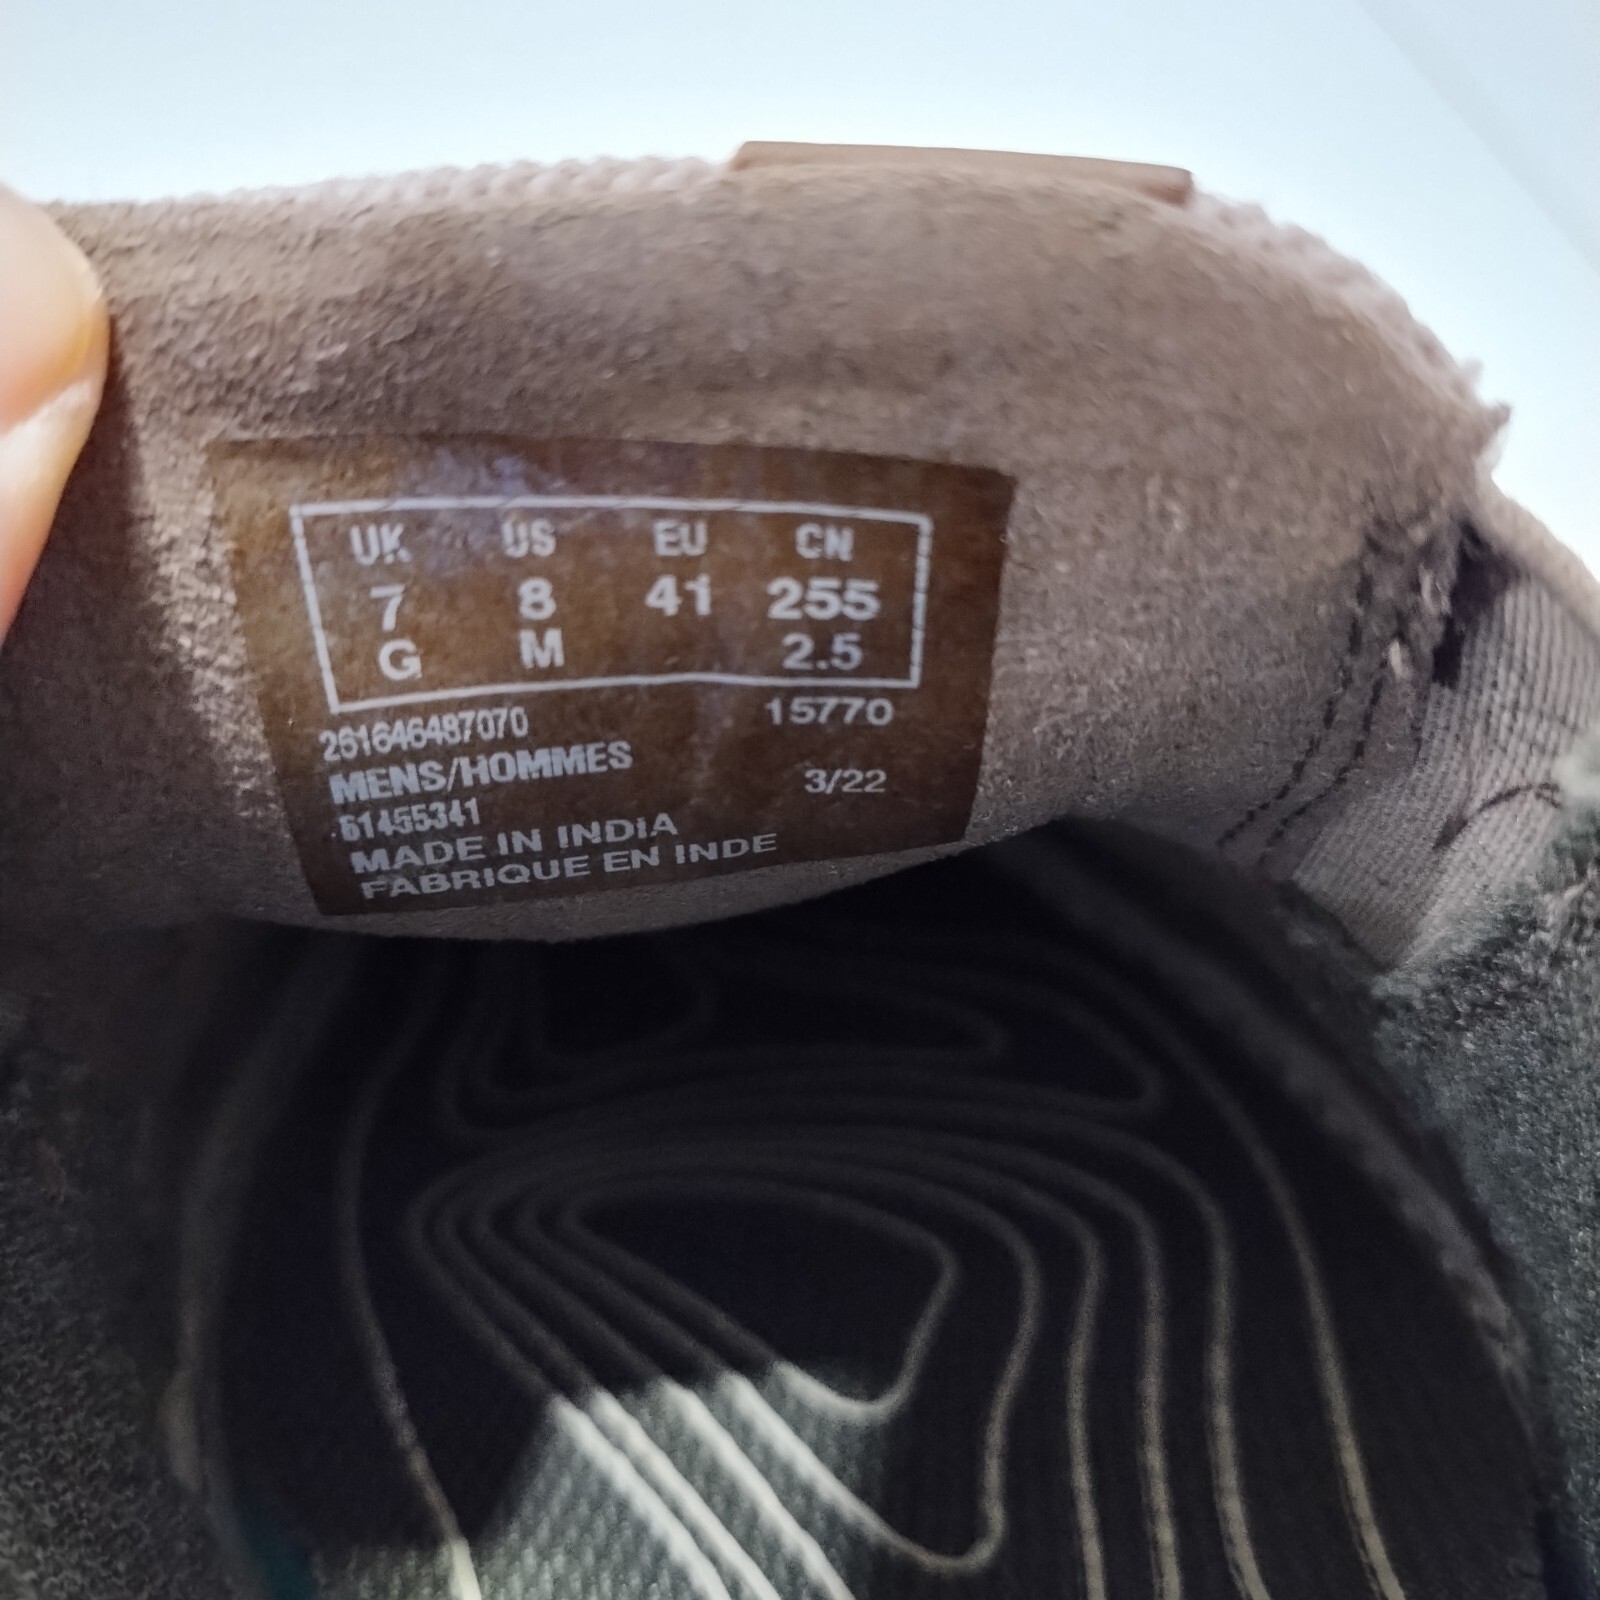 UK US EU CN
7 8 41 255
G M 2.5
261646487070 15770
MENS/HOMMES 3/22
61455341
MADE IN INDIA
FABRIQUE EN INDE